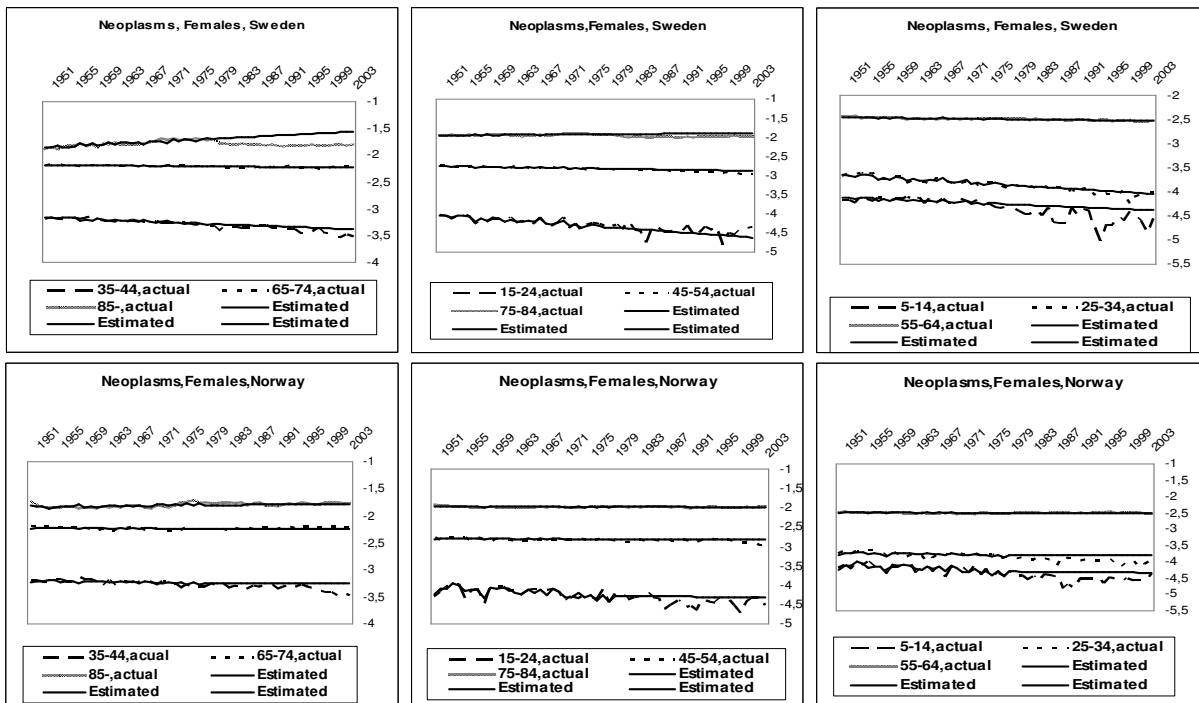 Neoplasms, Females, Sweden
1951 1955 1959 1963 1967 1971 1975 1979 1983 1987 1991 1995 1999 2003
-1
-1,5
-2
-2,5
-3
-3,5
-4
35-44,actual 65-74,actual
85-,actual Estimated
Estimated Estimated
Neoplasms,Females, Sweden
1951 1955 1959 1963 1967 1971 1975 1979 1983 1987 1991 1995 1999 2003
-1
-1,5
-2
-2,5
-3
-3,5
-4
-4,5
-5
15-24,actual 45-54,actual
75-84,actual Estimated
Estimated Estimated
Neoplasms, Females, Sweden
1951 1955 1959 1963 1967 1971 1975 1979 1983 1987 1991 1995 1999 2003
-2
-2,5
-3
-3,5
-4
-4,5
-5
-5,5
5-14,actual 25-34,actual
55-64,actual Estimated
Estimated Estimated
Neoplasms,Females,Norway
1951 1955 1959 1963 1967 1971 1975 1979 1983 1987 1991 1995 1999 2003
-1
-1,5
-2
-2,5
-3
-3,5
-4
35-44,acual 65-74,actual
85-,actual Estimated
Estimated Estimated
Neoplasms,Females,Norway
1951 1955 1959 1963 1967 1971 1975 1979 1983 1987 1991 1995 1999 2003
-1
-1,5
-2
-2,5
-3
-3,5
-4
-4,5
-5
15-24,actual 45-54,actual
75-84,actual Estimated
Estimated Estimated
Neoplasms,Females,Norway
1951 1955 1959 1963 1967 1971 1975 1979 1983 1987 1991 1995 1999 2003
-1
-1,5
-2
-2,5
-3
-3,5
-4
-4,5
-5
-5,5
5-14,actual 25-34,actual
55-64,actual Estimated
Estimated Estimated